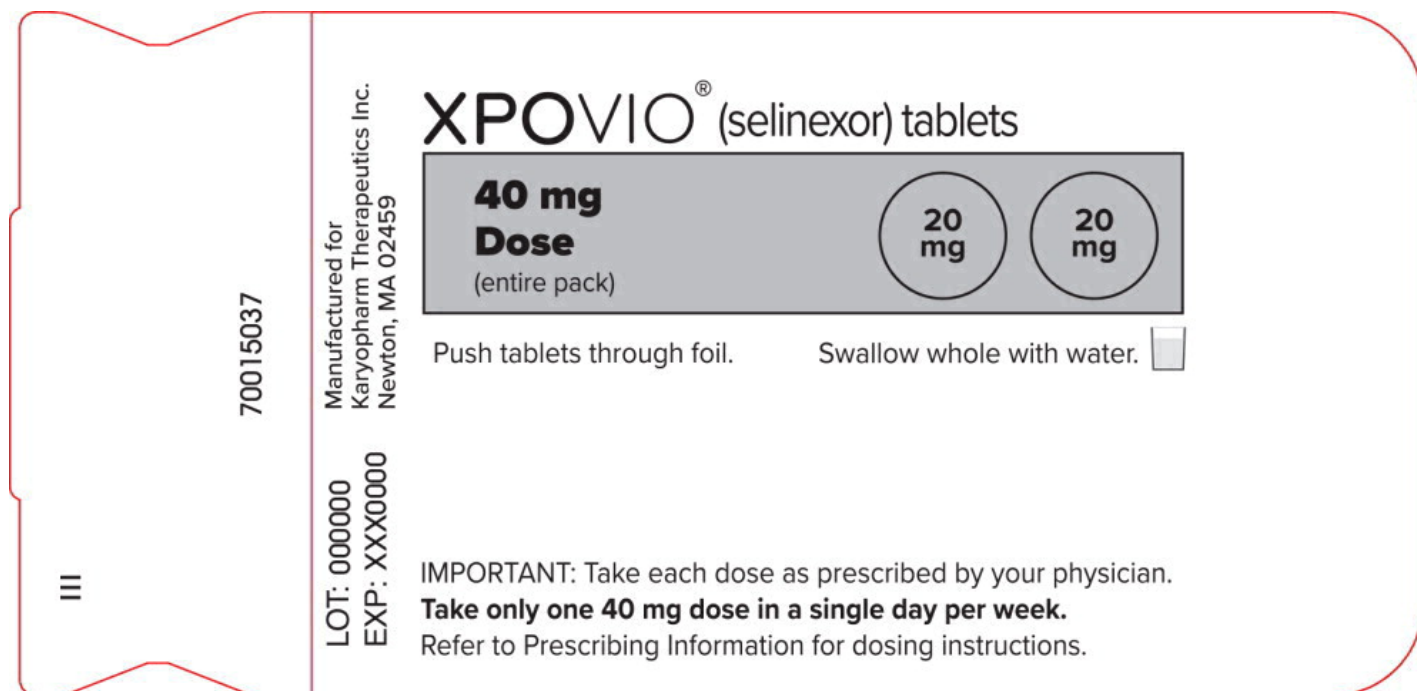 70015037
Manufactured for
Karyopharm Therapeutics Inc.
Newton, MA 02459
LOT: 000000
EXP: XXX0000
XPOVIO® (selinexor) tablets
40 mg
Dose
(entire pack)
20
mg
20
mg
Push tablets through foil.
Swallow whole with water.
IMPORTANT: Take each dose as prescribed by your physician.
Take only one 40 mg dose in a single day per week.
Refer to Prescribing Information for dosing instructions.